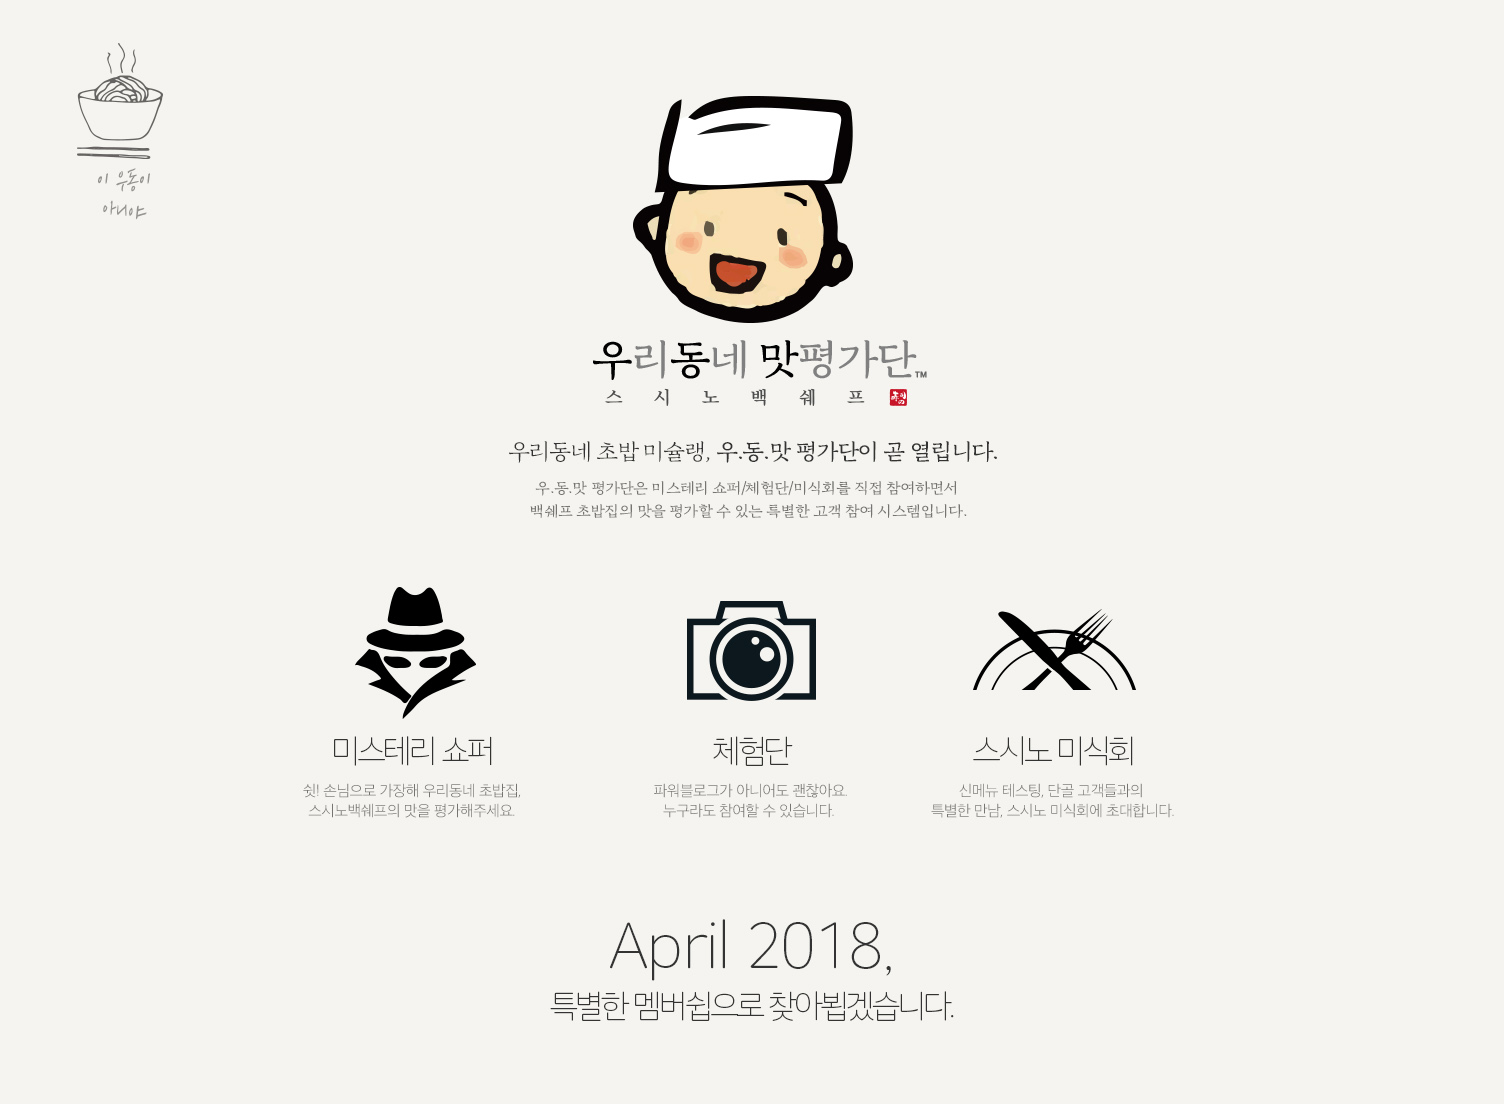 이 우동이
아니야
우리동네 맛평가단™
스시노백쉐프
우리동네 초밥 미슐랭, 우.동.맛 평가단이 곧 열립니다.
우.동.맛 평가단은 미스테리 쇼퍼/체험단/미식회를 직접 참여하면서
백쉐프 초밥집의 맛을 평가할 수 있는 특별한 고객 참여 시스템입니다.
미스테리 쇼퍼
쉿! 손님으로 가장해 우리동네 초밥집,
스시노백쉐프의 맛을 평가해주세요.
체험단
파워블로그가 아니어도 괜찮아요.
누구라도 참여할 수 있습니다.
스시노 미식회
신메뉴 테스팅, 단골 고객들과의
특별한 만남, 스시노 미식회에 초대합니다.
April 2018,
특별한 멤버쉽으로 찾아뵙겠습니다.